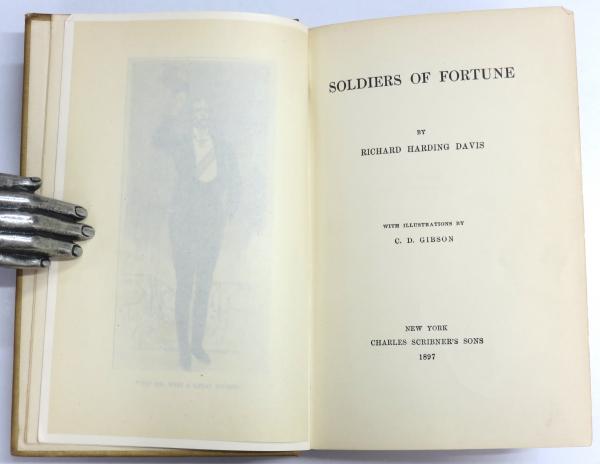 SOLDIERS OF FORTUNE
BY
RICHARD HARDING DAVIS
WITH ILLUSTRATIONS BY
C. D. GIBSON
NEW YORK
CHARLES SCRIBNER'S SONS
1897